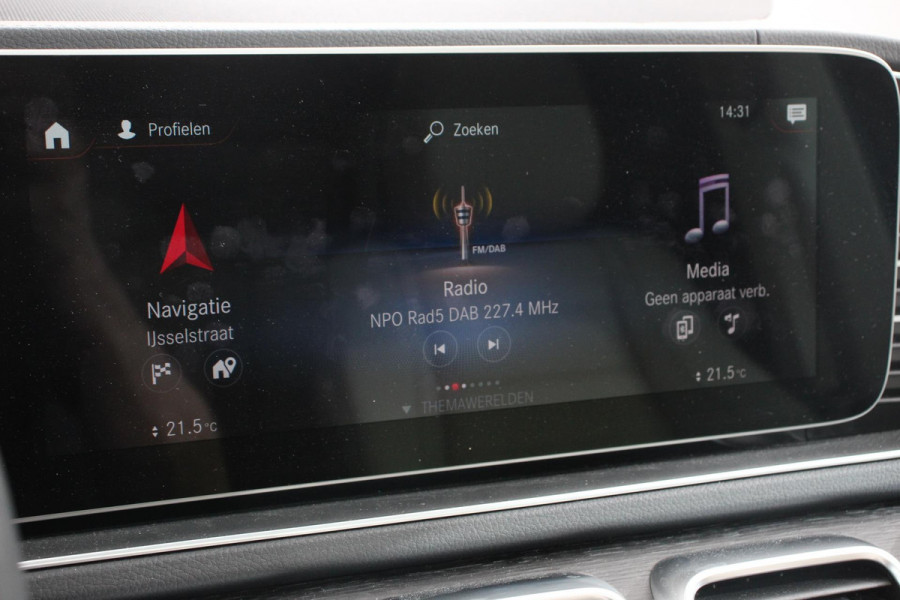 Profielen
Zoeken
14:31
FM/DAB
Navigatie
IJsselstraat
Radio
NPO Rad5 DAB 227.4 MHz
Media
Geen apparaat verb.
21.5°C
21.5°C
THEMAWERELDEN